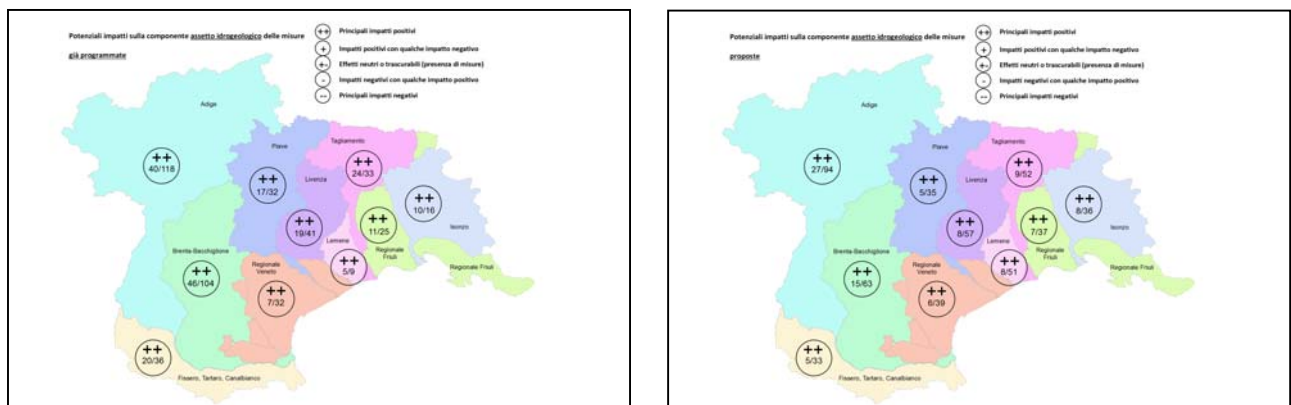 Potenziali impatti sulla componente assetto idrogeologico delle misure
già programmate
++ Principali impatti positivi
+ Impatti positivi con qualche impatto negativo
+- Effetti neutri o trascurabili (presenza di misure)
- Impatti negativi con qualche impatto positivo
-- Principali impatti negativi
Adige
++
40/118
Piave
++
17/32
Tagliamento
++
24/33
Livenza
++
19/41
++
10/16
Isonzo
++
11/25
Regionale
Friuli
Lemene
++
5/9
Regionale Friuli
Brenta-Bacchiglione
++
46/104
Regionale
Veneto
++
7/32
++
20/36
Fissero, Tartaro, Canalbianco
Potenziali impatti sulla componente assetto idrogeologico delle misure
proposte
++ Principali impatti positivi
+ Impatti positivi con qualche impatto negativo
+- Effetti neutri o trascurabili (presenza di misure)
- Impatti negativi con qualche impatto positivo
-- Principali impatti negativi
Adige
++
27/94
Piave
++
5/35
Tagliamento
++
9/52
Livenza
++
8/57
++
8/36
Isonzo
++
7/37
Regionale
Friuli
Lemene
++
6/51
Regionale Friuli
Brenta-Bacchiglione
++
15/63
Regionale
Veneto
++
6/39
++
5/33
Fissero, Tartaro, Canalbianco